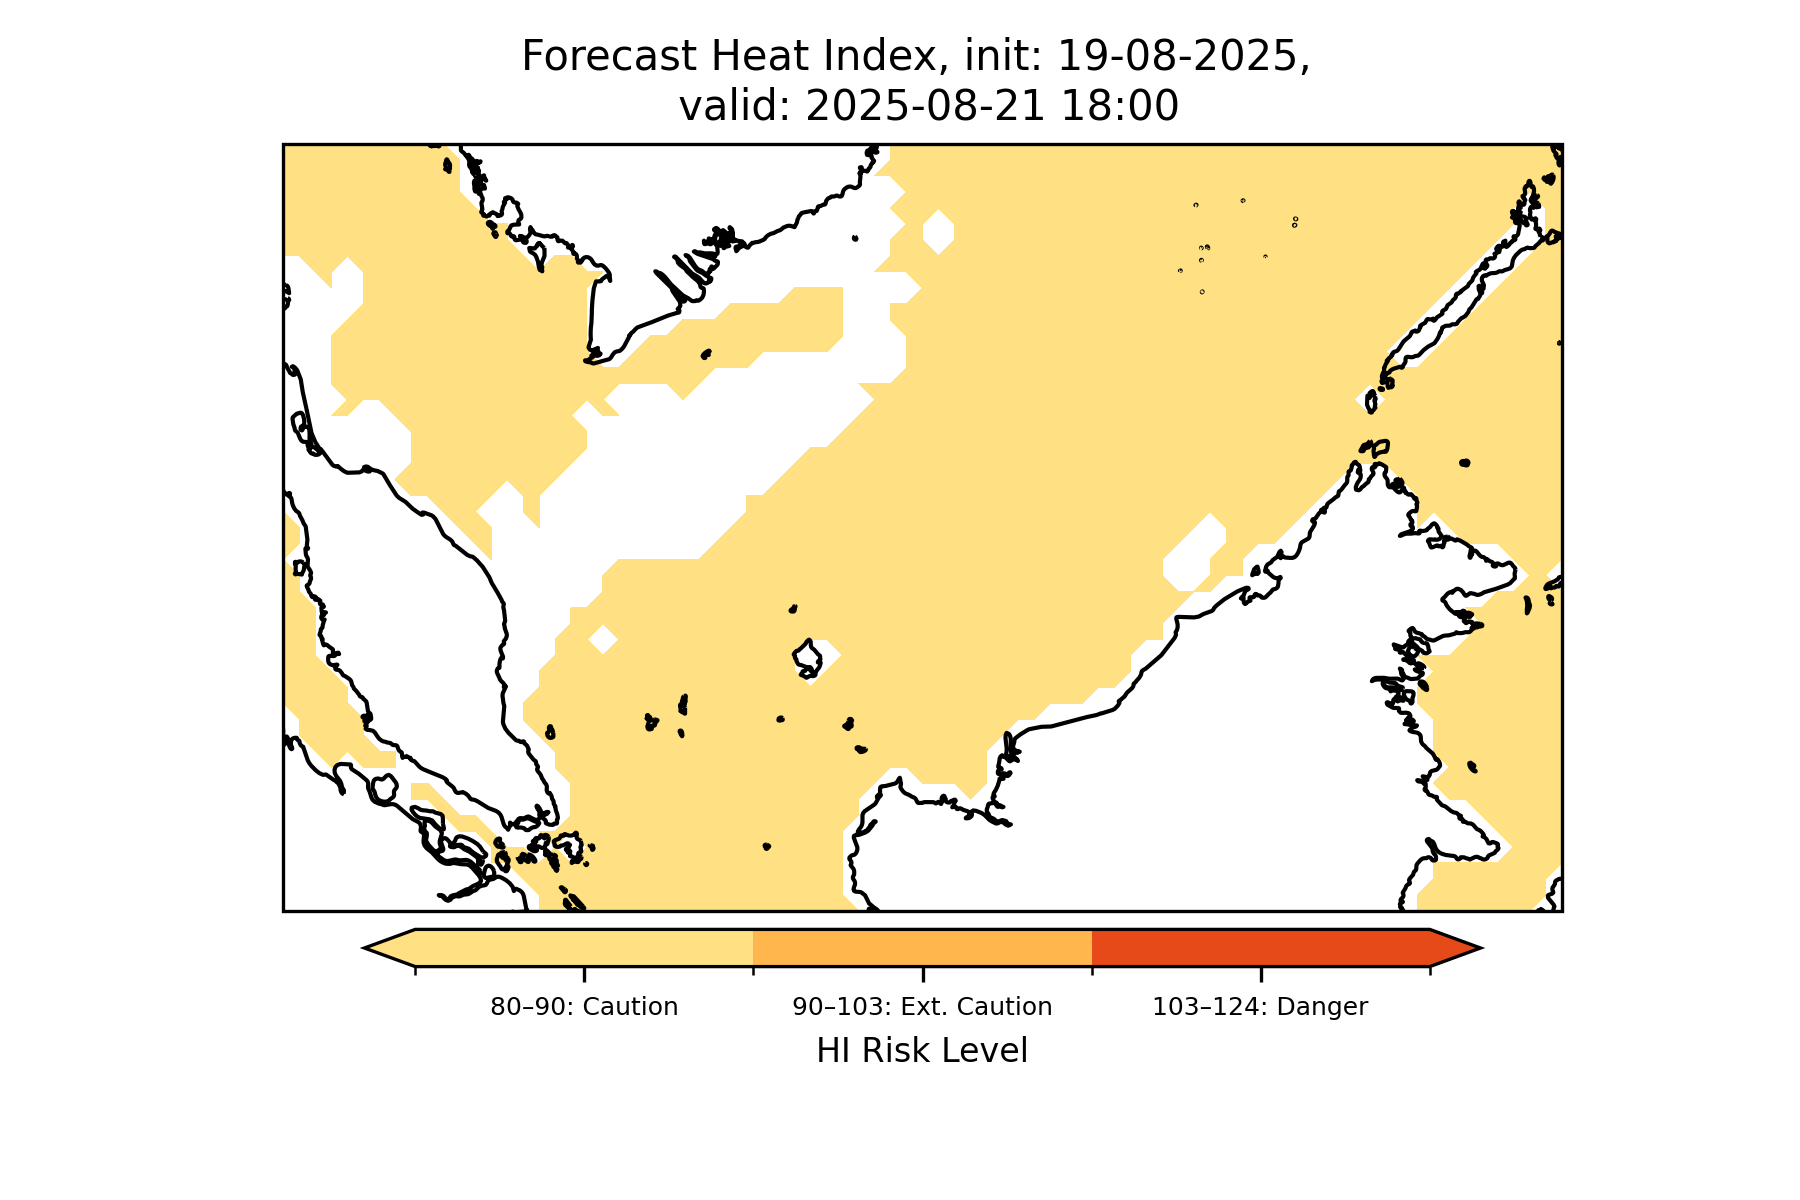 Forecast Heat Index, init: 19-08-2025,
valid: 2025-08-21 18:00
80–90: Caution
90–103: Ext. Caution
103–124: Danger
HI Risk Level